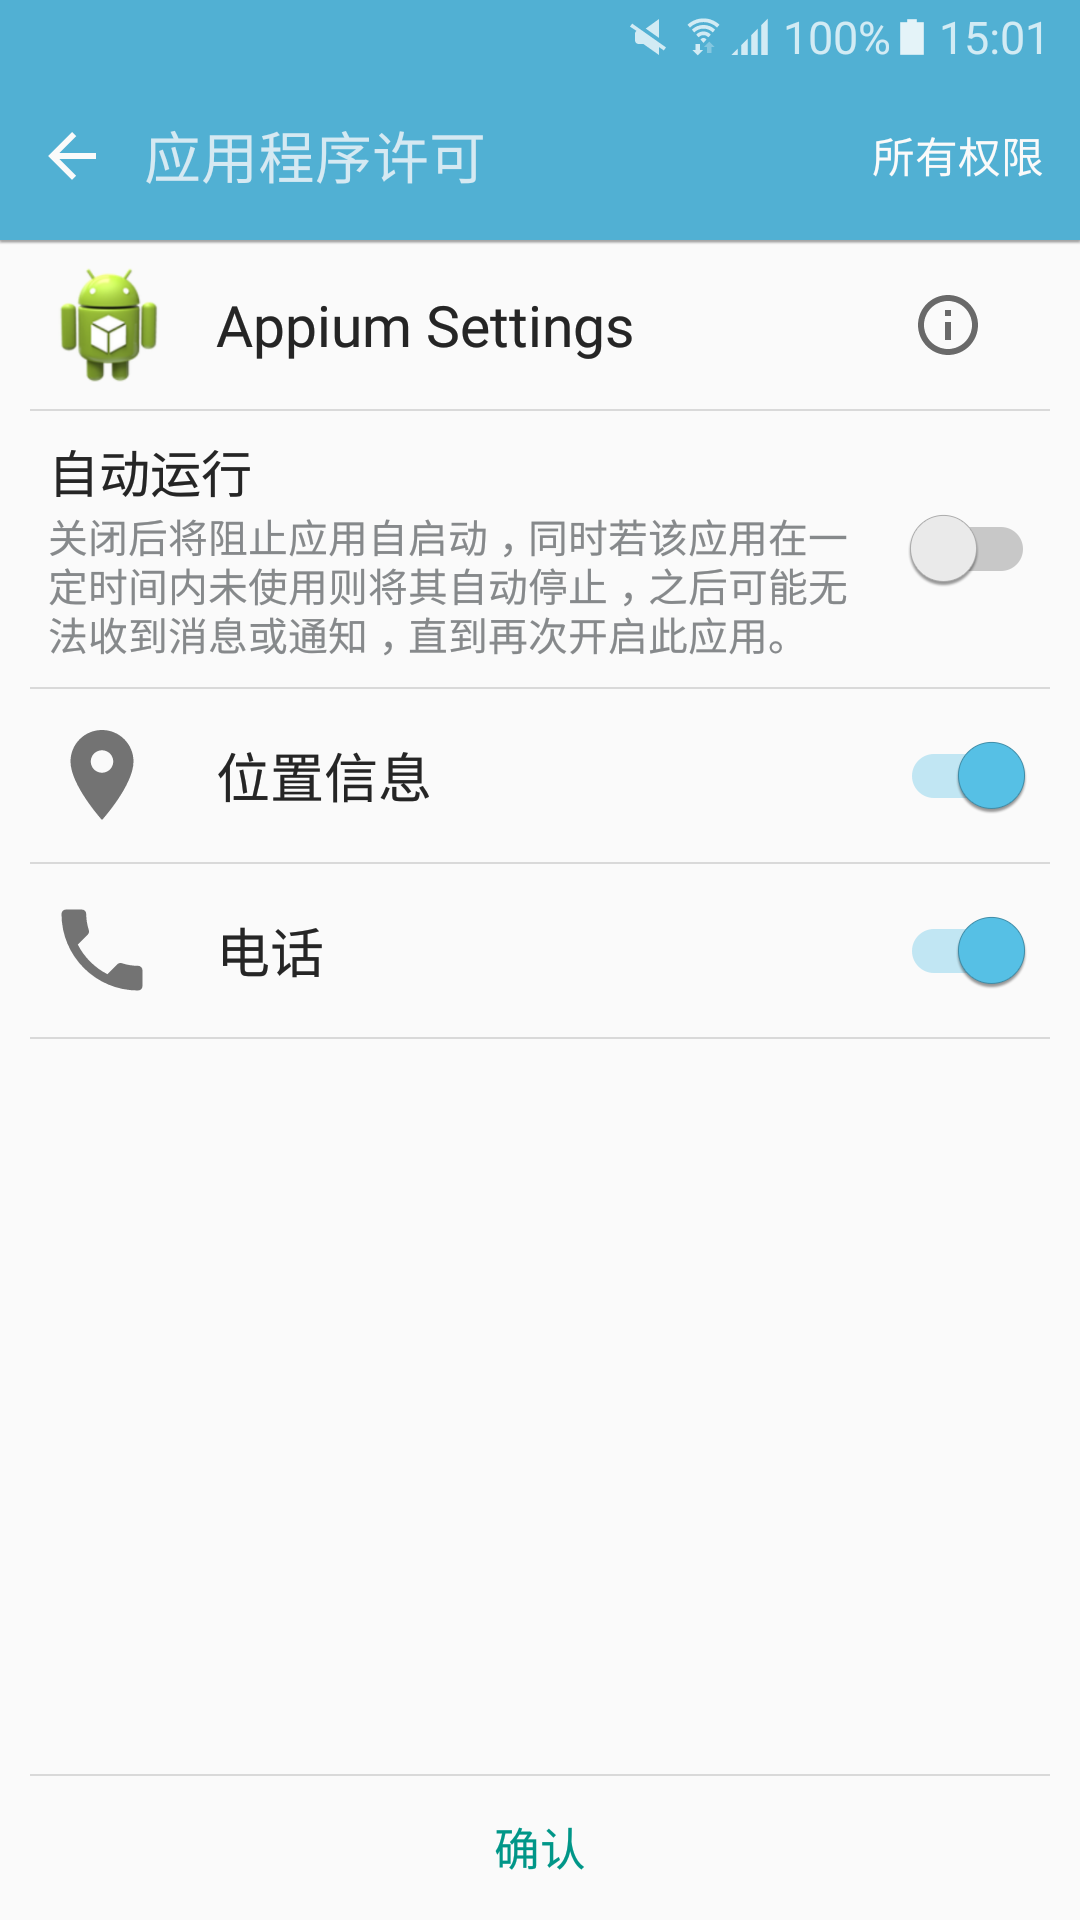 100% 15:01
应用程序许可 所有权限
Appium Settings
自动运行
关闭后将阻止应用自启动，同时若该应用在一
定时间内未使用则将其自动停止，之后可能无
法收到消息或通知，直到再次开启此应用。
位置信息
电话
确认